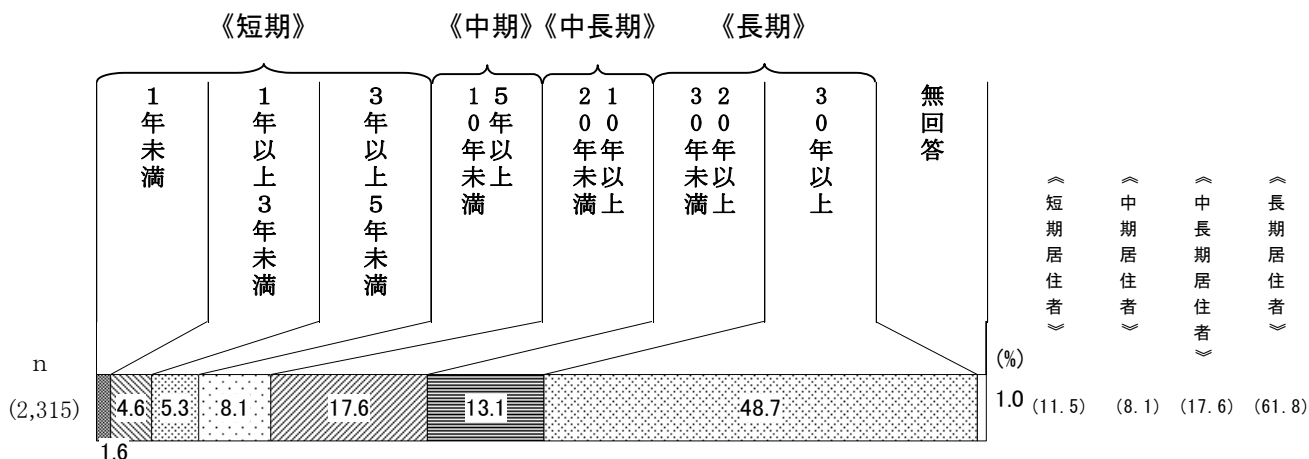 《短期》 《中期》《中長期》 《長期》
1年未満
1年以上3年未満
3年以上5年未満
5年以上
10年未満
10年以上
20年未満
20年以上
30年未満
30年以上
無回答
《短期居住者》
《中期居住者》
《中長期居住者》
《長期居住者》
n
(%)
(2,315) 4.6 5.3 8.1 17.6 13.1 48.7 1.0 (11.5) (8.1) (17.6) (61.8)
1.6